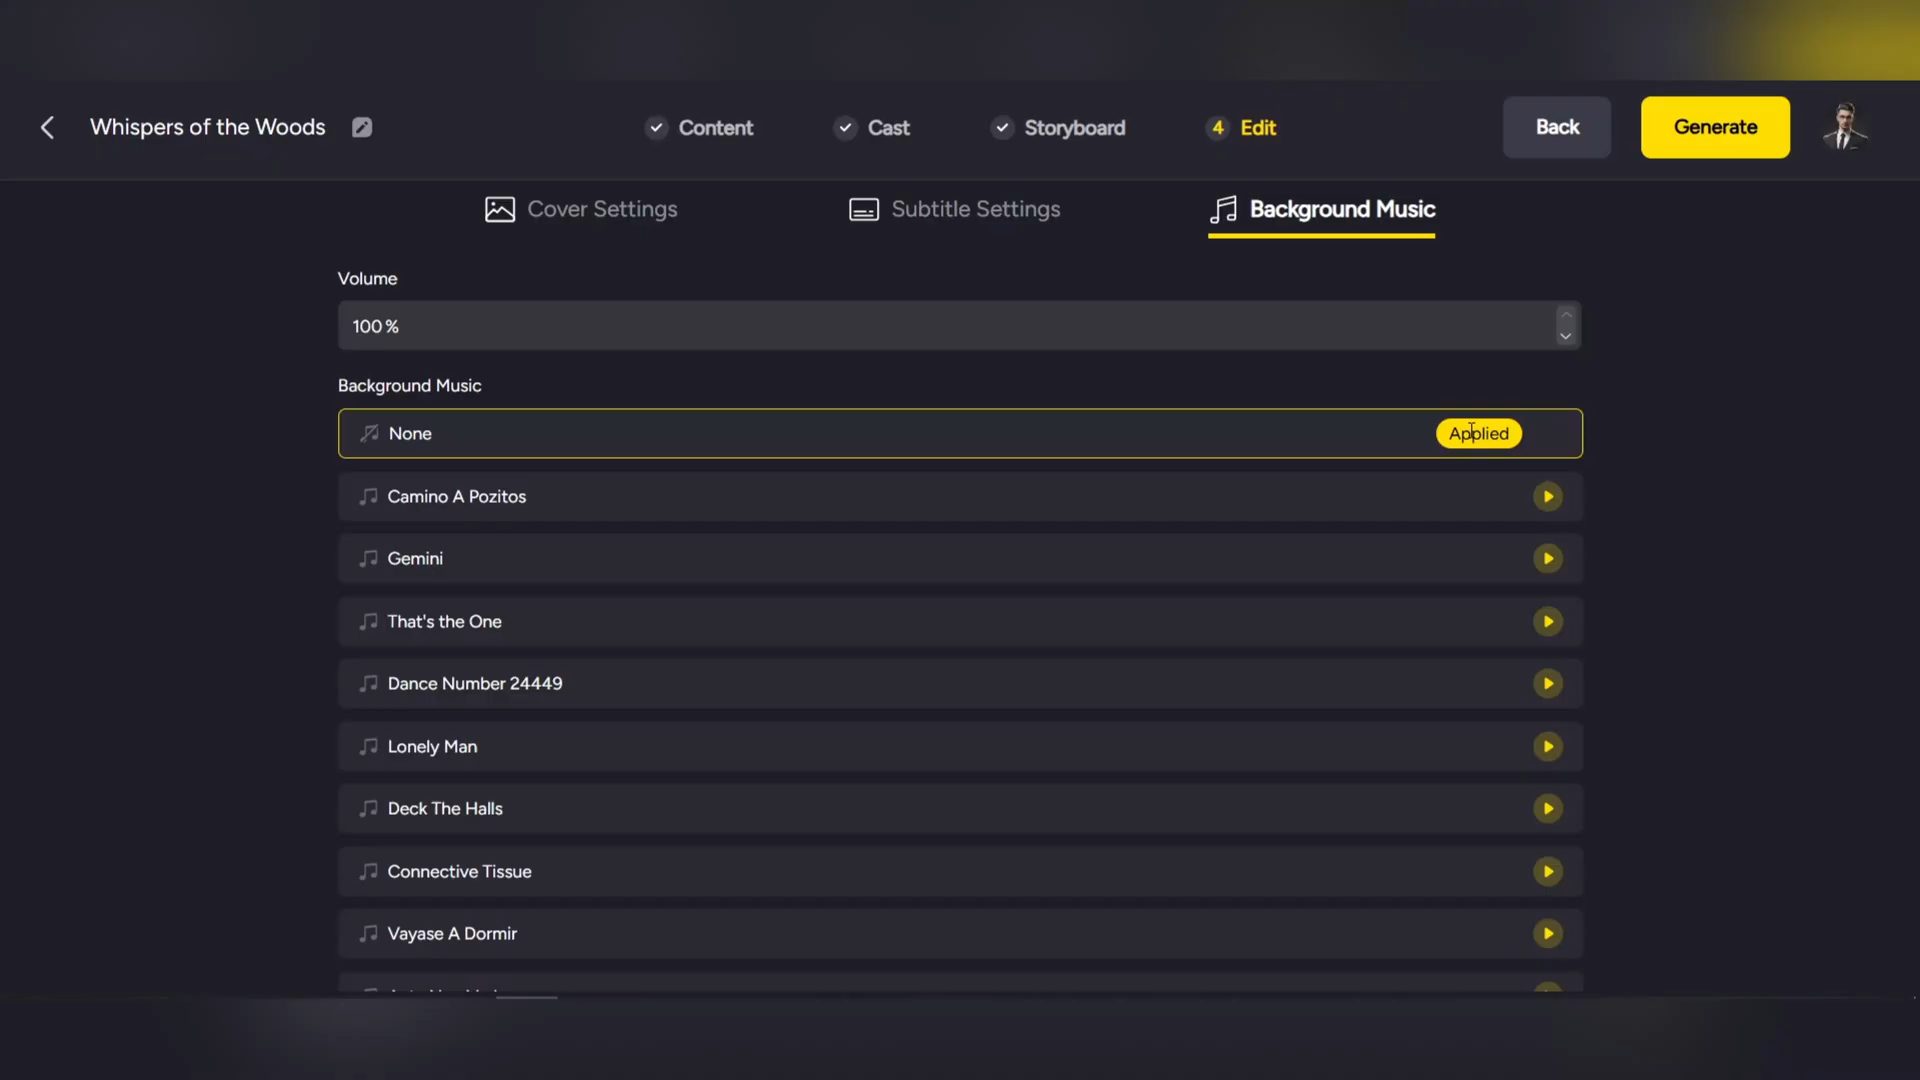 Whispers of the Woods
Content
Cast
Storyboard
4 Edit
Back
Generate
Cover Settings
Subtitle Settings
Background Music
Volume
100 %
Background Music
None
Applied
Camino A Pozitos
Gemini
That's the One
Dance Number 24449
Lonely Man
Deck The Halls
Connective Tissue
Vayase A Dormir